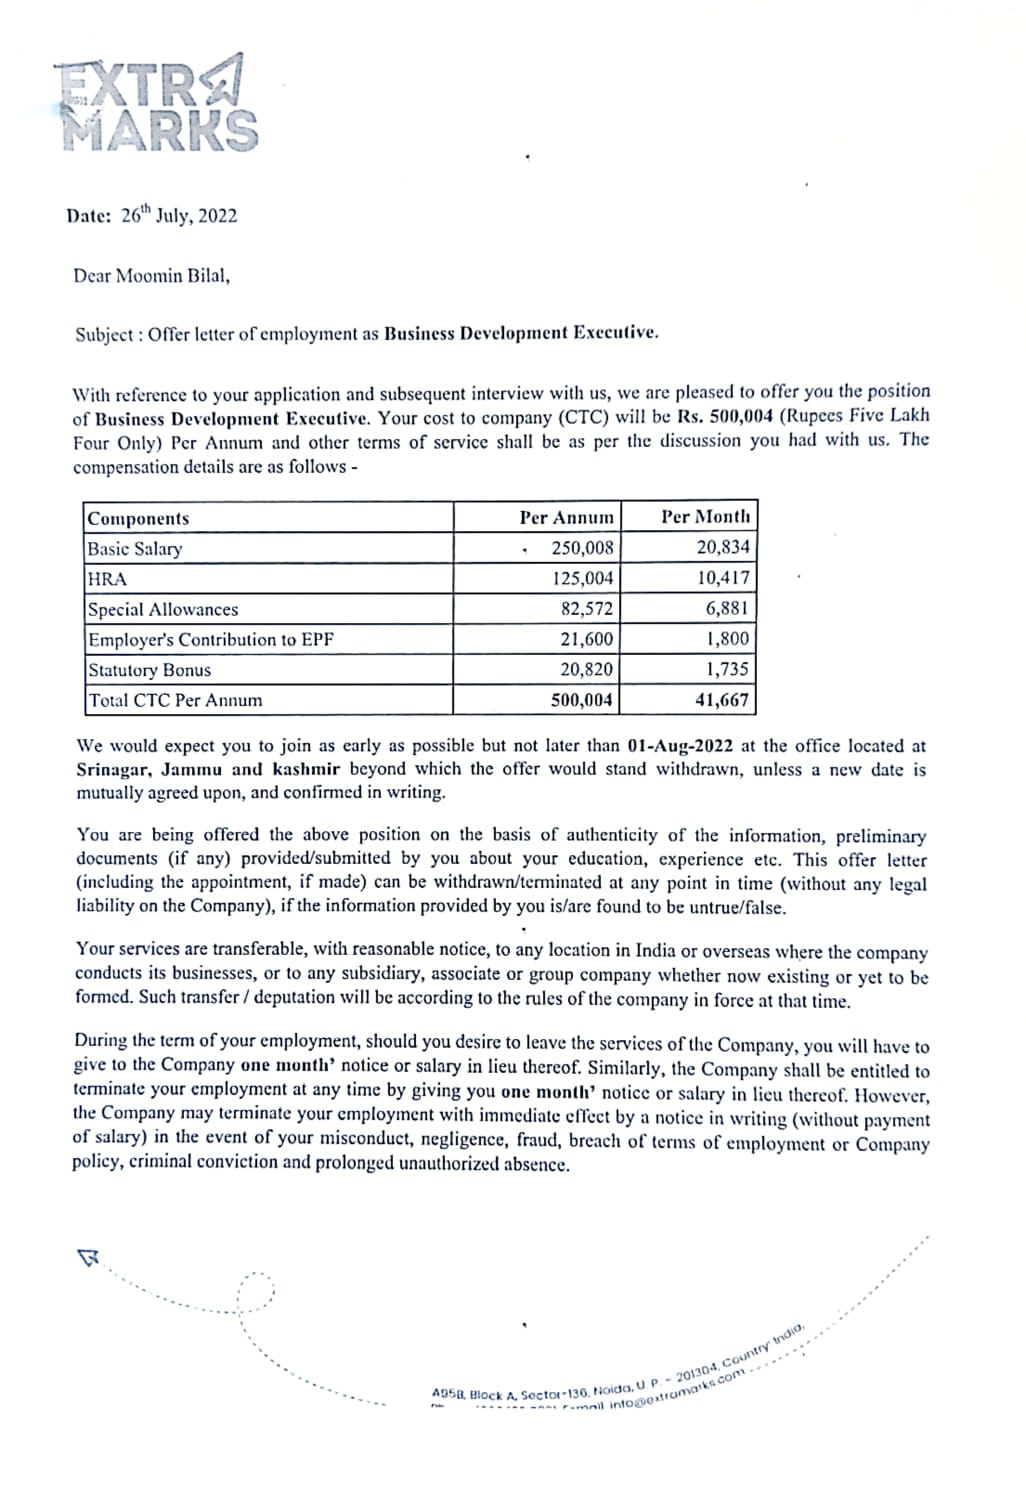 EXTRA
MARKS
Date: 26th July, 2022
Dear Moomin Bilal,
Subject : Offer letter of employment as Business Development Executive.
With reference to your application and subsequent interview with us, we are pleased to offer you the position
of Business Development Executive. Your cost to company (CTC) will be Rs. 500,004 (Rupees Five Lakh
Four Only) Per Annum and other terms of service shall be as per the discussion you had with us. The
compensation details are as follows -
Components Per Annum Per Month
Basic Salary 250,008 20,834
HRA 125,004 10,417
Special Allowances 82,572 6,881
Employer's Contribution to EPF 21,600 1,800
Statutory Bonus 20,820 1,735
Total CTC Per Annum 500,004 41,667
We would expect you to join as early as possible but not later than 01-Aug-2022 at the office located at
Srinagar, Jammu and kashmir beyond which the offer would stand withdrawn, unless a new date is
mutually agreed upon, and confirmed in writing.
You are being offered the above position on the basis of authenticity of the information, preliminary
documents (if any) provided/submitted by you about your education, experience etc. This offer letter
(including the appointment, if made) can be withdrawn/terminated at any point in time (without any legal
liability on the Company), if the information provided by you is/are found to be untrue/false.
Your services are transferable, with reasonable notice, to any location in India or overseas where the company
conducts its businesses, or to any subsidiary, associate or group company whether now existing or yet to be
formed. Such transfer / deputation will be according to the rules of the company in force at that time.
During the term of your employment, should you desire to leave the services of the Company, you will have to
give to the Company one month' notice or salary in lieu thereof. Similarly, the Company shall be entitled to
terminate your employment at any time by giving you one month' notice or salary in lieu thereof. However,
the Company may terminate your employment with immediate effect by a notice in writing (without payment
of salary) in the event of your misconduct, negligence, fraud, breach of terms of employment or Company
policy, criminal conviction and prolonged unauthorized absence.
A95B, Block A, Sector-136, Noida, U. P. - 201304, Country India,
E-mail info@extramarks.com